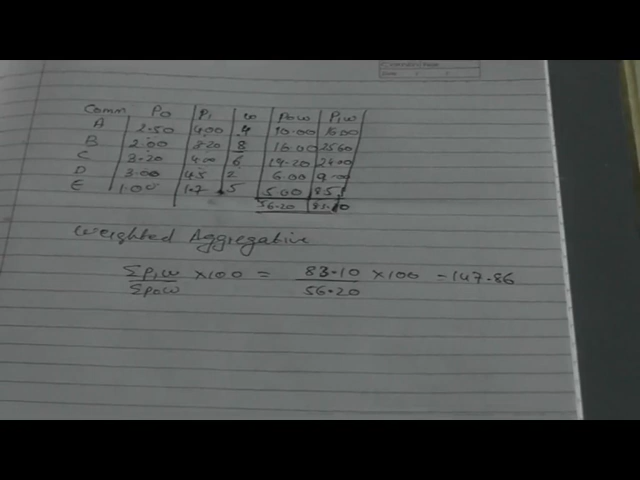 Comm P0 P1 w P0w P1w
A 2.50 4.00 4 10.00 16.00
B 2.00 3.20 8 16.00 25.60
C 3.20 4.00 6 19.20 24.00
D 3.00 4.5 2 6.00 9.00
E 1.00 1.7 5 5.00 8.5
56.20 83.10
Weighted Aggregative
ΣP1w/ΣP0w ×100 = 83.10/56.20 ×100 = 147.86